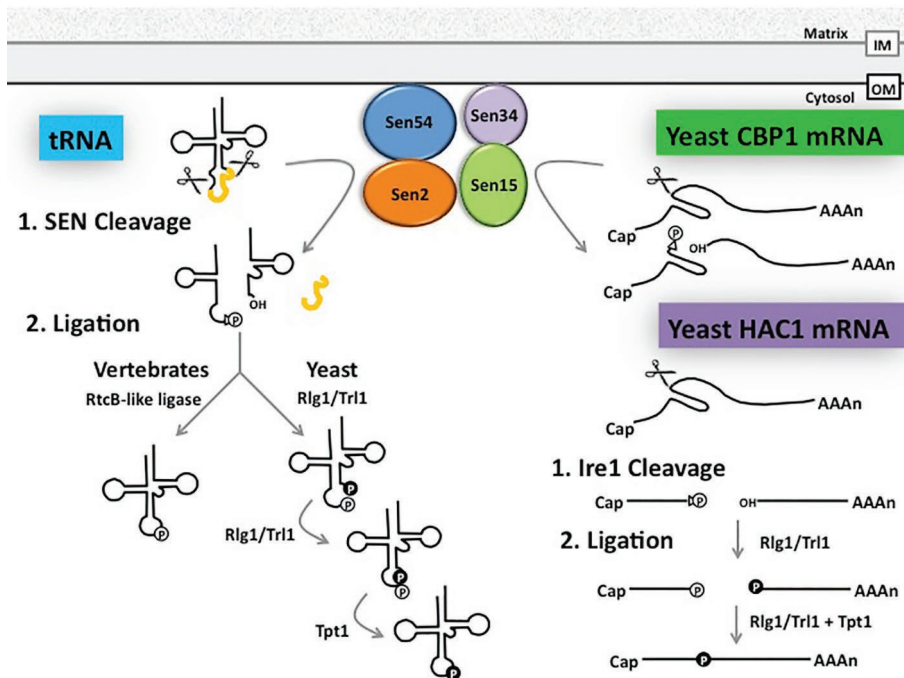 Matrix
IM
OM
Cytosol
tRNA
Sen54
Sen34
Sen2
Sen15
1. SEN Cleavage
OH
P
2. Ligation
Vertebrates
RtcB-like ligase
Yeast
Rlg1/Trl1
P
P
P
Rlg1/Trl1
P
P
Tpt1
P
Yeast CBP1 mRNA
Cap
AAAn
P
OH
Cap
AAAn
Yeast HAC1 mRNA
Cap
AAAn
1. Ire1 Cleavage
Cap
P
OH
AAAn
2. Ligation
Rlg1/Trl1
Cap
P
P
AAAn
Rlg1/Trl1 + Tpt1
Cap
P
AAAn